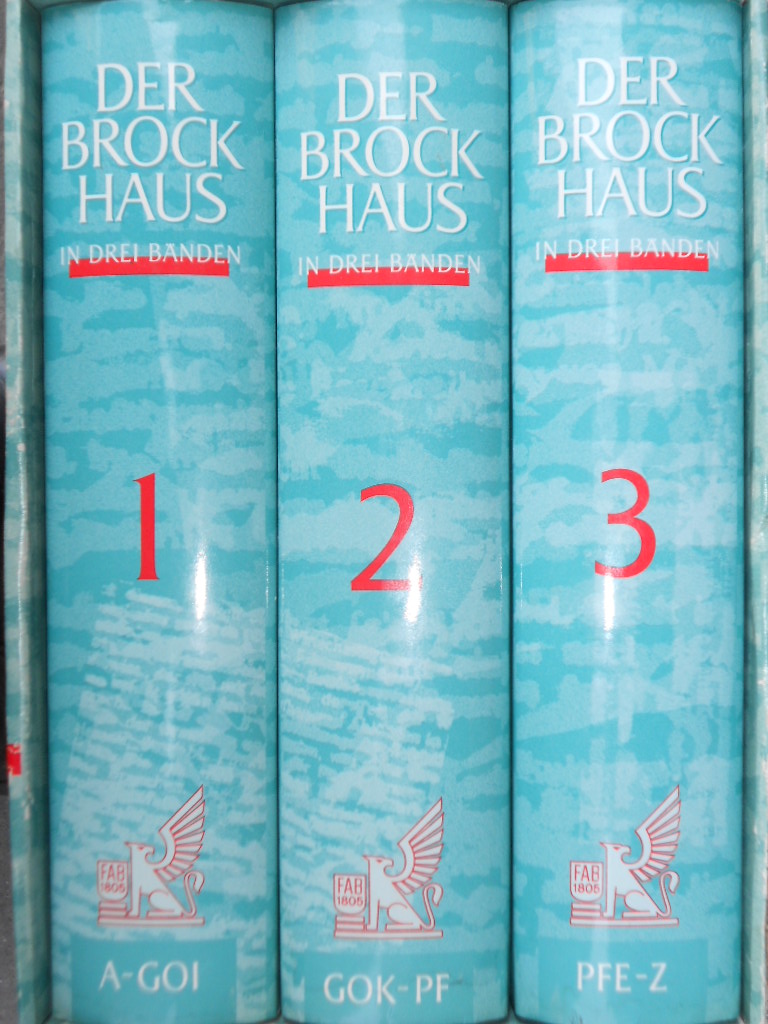 DER
BROCK
HAUS
IN DREI BÄNDEN
1
FAB
1805
A-GOI
DER
BROCK
HAUS
IN DREI BÄNDEN
2
FAB
1805
GOK-PF
DER
BROCK
HAUS
IN DREI BÄNDEN
3
FAB
1805
PFE-Z